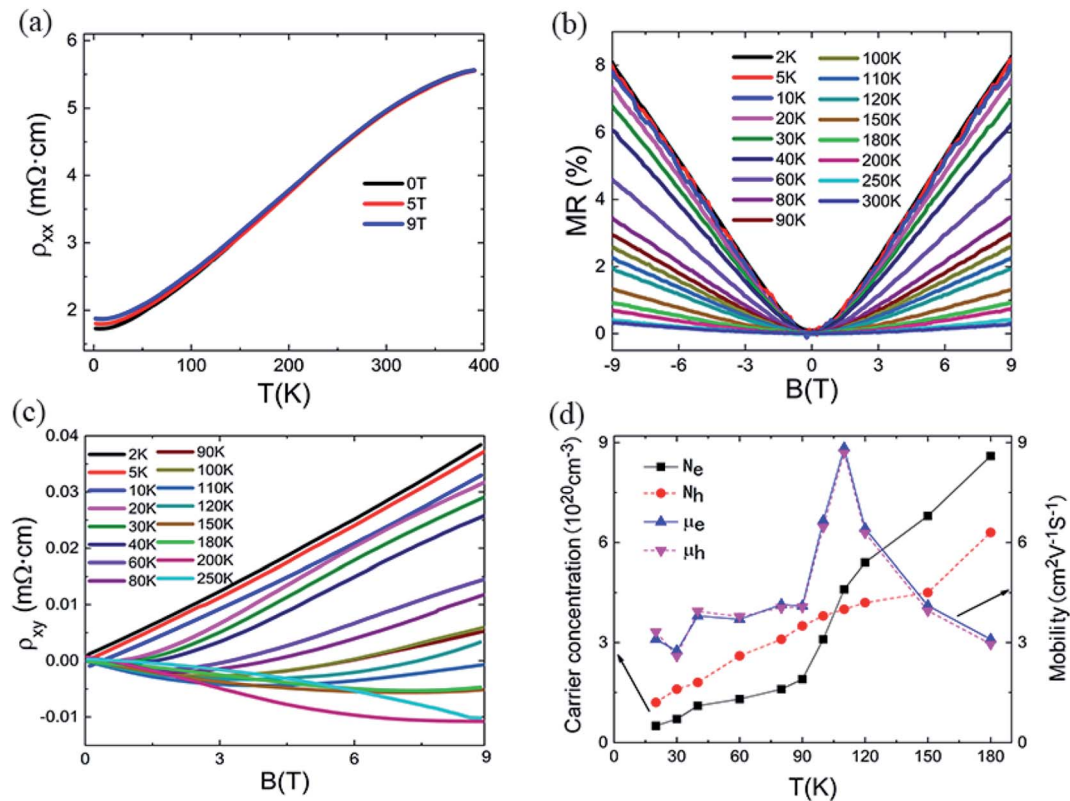 (a)
6
5
4
3
2
ρxx (mΩ·cm)
0T
5T
9T
0 100 200 300 400
T(K)
(b)
8
6
4
2
0
MR (%)
2K 100K
5K 110K
10K 120K
20K 150K
30K 180K
40K 200K
60K 250K
80K 300K
90K
-9 -6 -3 0 3 6 9
B(T)
(c)
0.04
0.03
0.02
0.01
0.00
-0.01
ρxy (mΩ·cm)
2K 90K
5K 100K
10K 110K
20K 120K
30K 150K
40K 180K
60K 200K
80K 250K
0 3 6 9
B(T)
(d)
9
6
3
0
Carrier concentration (10²⁰cm⁻³)
Ne
Nh
μe
μh
9
6
3
0
Mobility (cm²V⁻¹S⁻¹)
0 30 60 90 120 150 180
T(K)